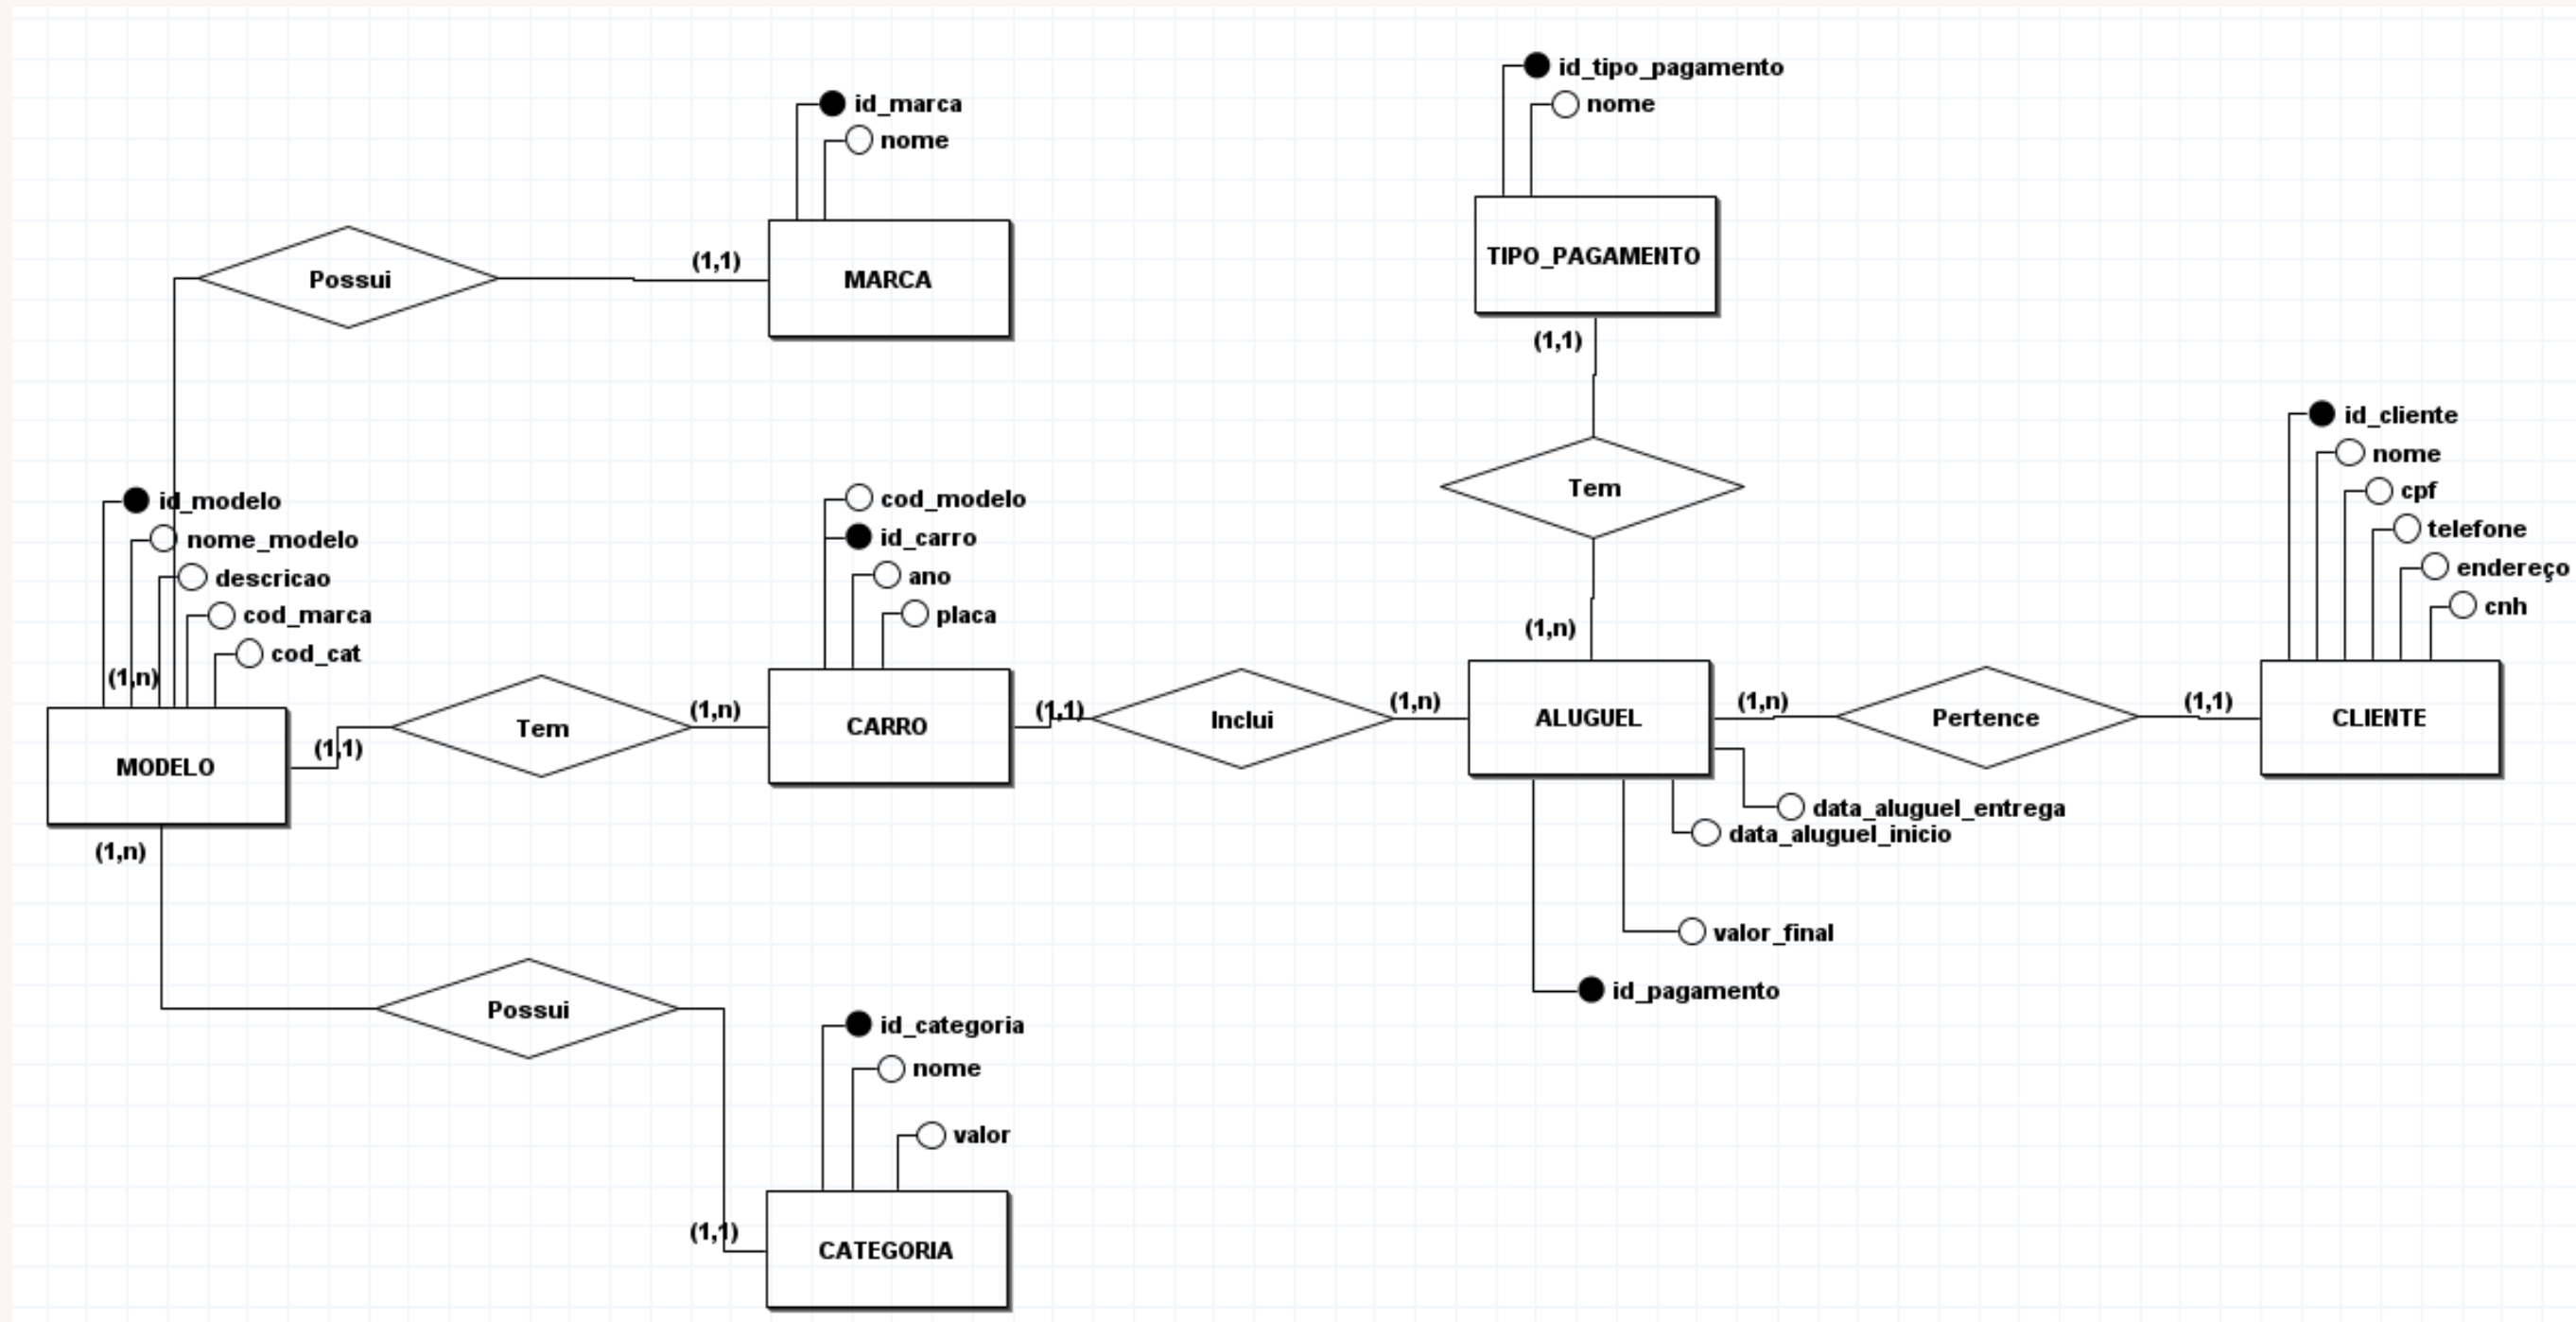 id_tipo_pagamento
nome
id_marca
nome
TIPO_PAGAMENTO
Possui
(1,1)
MARCA
(1,1)
id_cliente
nome
cpf
telefone
endereço
cnh
Tem
(1,n)
id_modelo
nome_modelo
descricao
cod_marca
cod_cat
(1,n)
MODELO
(1,1)
Tem
(1,n)
cod_modelo
id_carro
ano
placa
CARRO
(1,1)
Inclui
(1,n)
ALUGUEL
(1,n)
Pertence
(1,1)
CLIENTE
data_aluguel_entrega
data_aluguel_inicio
valor_final
id_pagamento
(1,n)
Possui
id_categoria
nome
valor
(1,1)
CATEGORIA